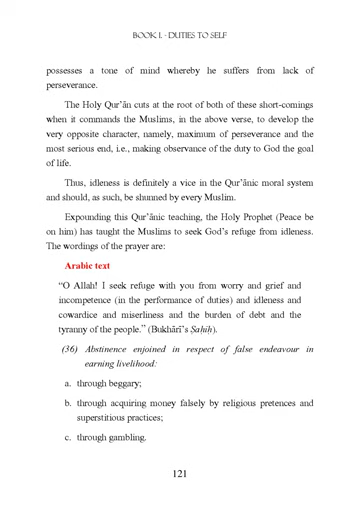 BOOK I. - DUTIES TO SELF
possesses a tone of mind whereby he suffers from lack of
perseverance.
The Holy Qur'ān cuts at the root of both of these short-comings
when it commands the Muslims, in the above verse, to develop the
very opposite character, namely, maximum of perseverance and the
most serious end, i.e., making observance of the duty to God the goal
of life.
Thus, idleness is definitely a vice in the Qur'ānic moral system
and should, as such, be shunned by every Muslim.
Expounding this Qur'ānic teaching, the Holy Prophet (Peace be
on him) has taught the Muslims to seek God's refuge from idleness.
The wordings of the prayer are:
Arabic text
“O Allah! I seek refuge with you from worry and grief and
incompetence (in the performance of duties) and idleness and
cowardice and miserliness and the burden of debt and the
tyranny of the people.” (Bukhārī's Ṣaḥīḥ).
(36) Abstinence enjoined in respect of false endeavour in
earning livelihood:
a. through beggary;
b. through acquiring money falsely by religious pretences and
superstitious practices;
c. through gambling.
121